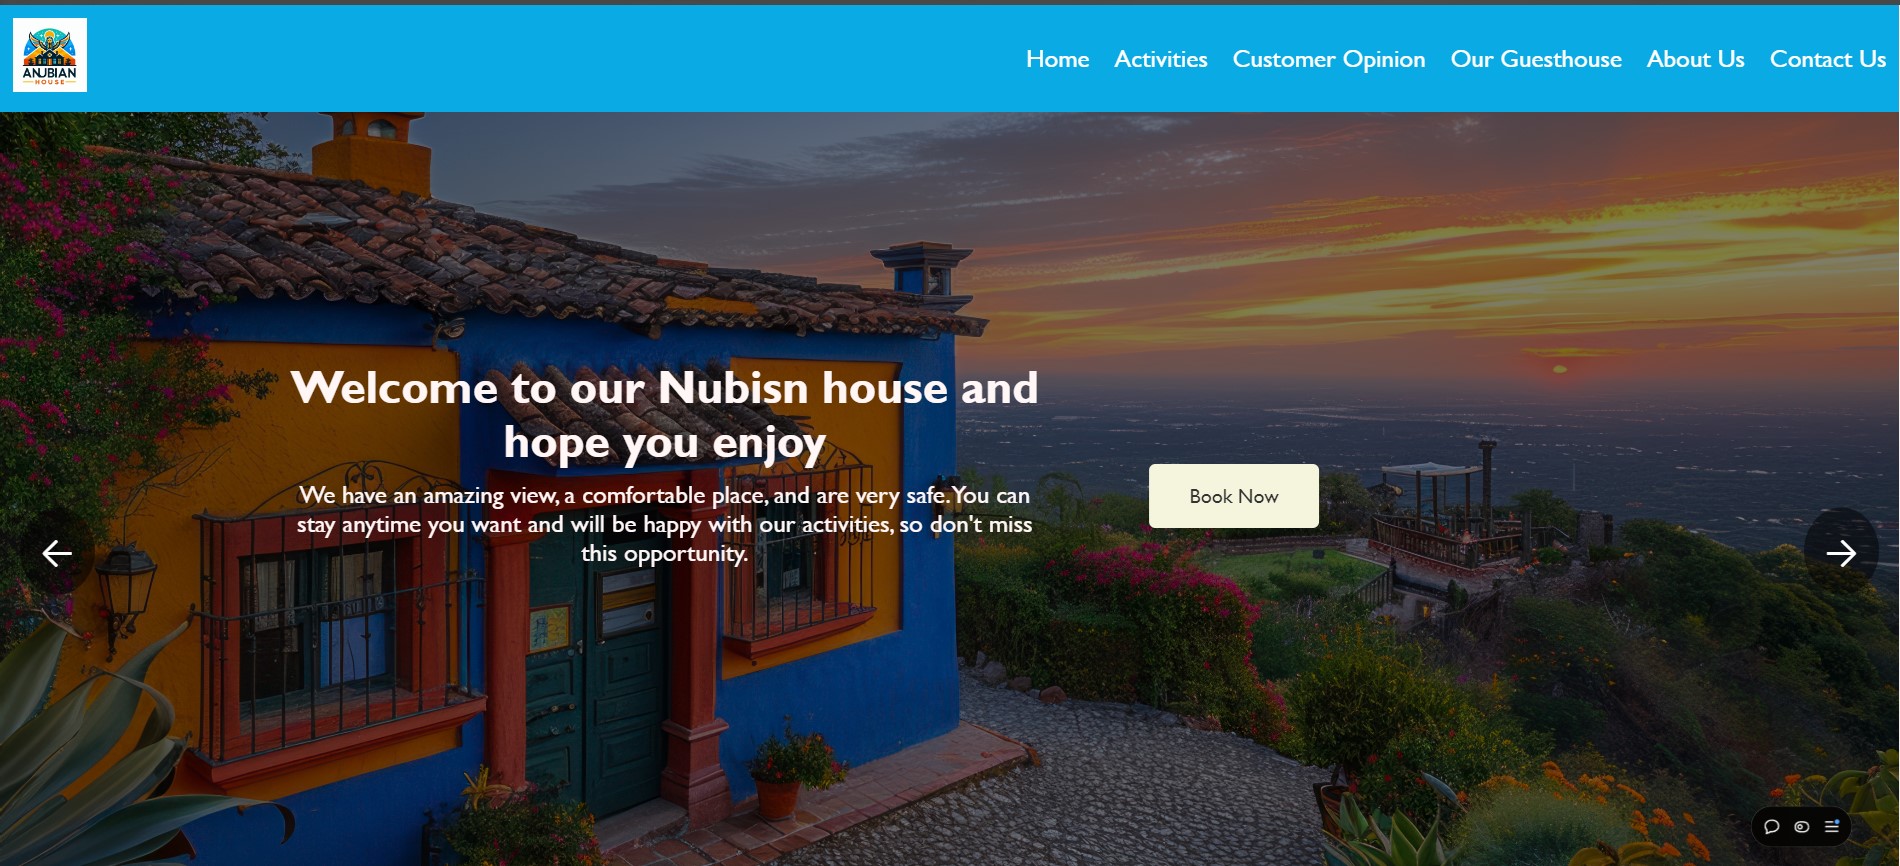 ANUBIAN
HOUSE
Home Activities Customer Opinion Our Guesthouse About Us Contact Us
Welcome to our Nubisn house and
hope you enjoy
We have an amazing view, a comfortable place, and are very safe. You can
stay anytime you want and will be happy with our activities, so don't miss
this opportunity.
Book Now